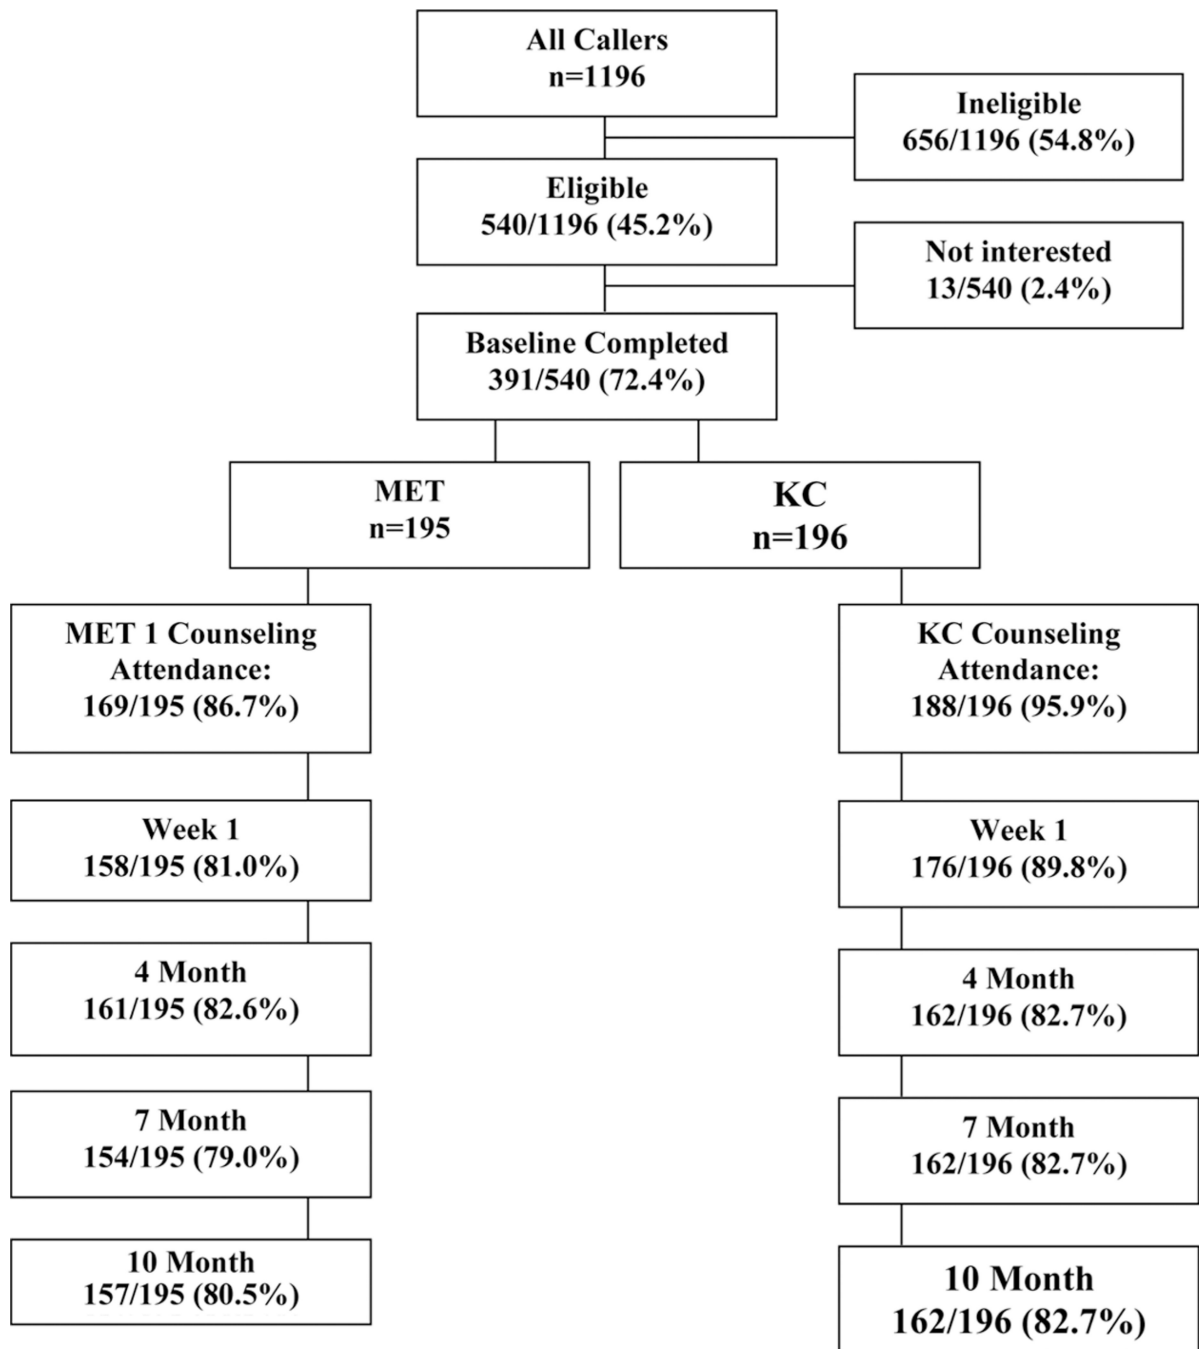 All Callers
n=1196
Ineligible
656/1196 (54.8%)
Eligible
540/1196 (45.2%)
Not interested
13/540 (2.4%)
Baseline Completed
391/540 (72.4%)
MET
n=195
KC
n=196
MET 1 Counseling
Attendance:
169/195 (86.7%)
KC Counseling
Attendance:
188/196 (95.9%)
Week 1
158/195 (81.0%)
Week 1
176/196 (89.8%)
4 Month
161/195 (82.6%)
4 Month
162/196 (82.7%)
7 Month
154/195 (79.0%)
7 Month
162/196 (82.7%)
10 Month
157/195 (80.5%)
10 Month
162/196 (82.7%)